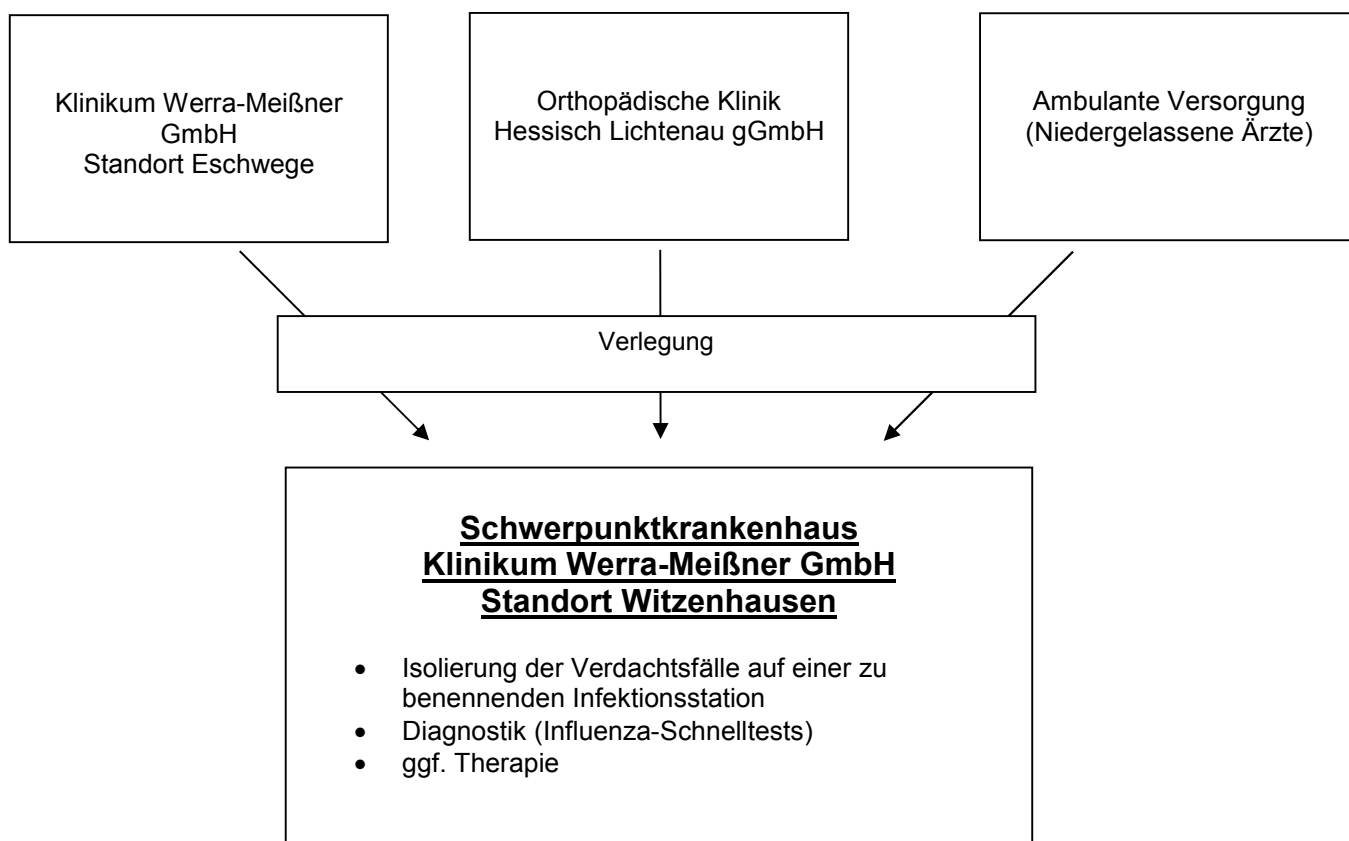 Klinikum Werra-Meißner
GmbH
Standort Eschwege
Orthopädische Klinik
Hessisch Lichtenau gGmbH
Ambulante Versorgung
(Niedergelassene Ärzte)
Verlegung
Schwerpunktkrankenhaus
Klinikum Werra-Meißner GmbH
Standort Witzenhausen
• Isolierung der Verdachtsfälle auf einer zu
benennenden Infektionsstation
• Diagnostik (Influenza-Schnelltests)
• ggf. Therapie